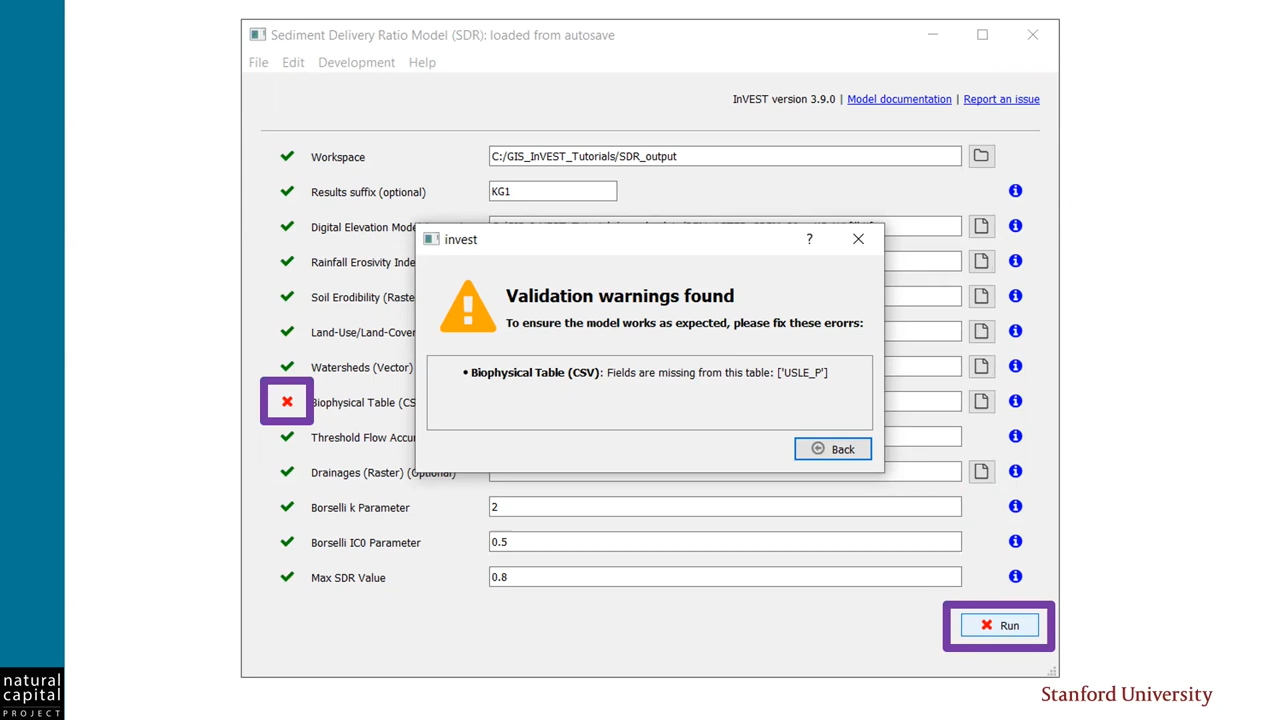 Sediment Delivery Ratio Model (SDR): loaded from autosave
File Edit Development Help
InVEST version 3.9.0 | Model documentation | Report an issue
Workspace C:/GIS_InVEST_Tutorials/SDR_output
Results suffix (optional) KG1
Digital Elevation Mode
Rainfall Erosivity Inde
Soil Erodibility (Raste
Land-Use/Land-Cover
Watersheds (Vector)
Biophysical Table (CS
Threshold Flow Accu
Drainages (Raster) (Optional)
Borselli k Parameter 2
Borselli IC0 Parameter 0.5
Max SDR Value 0.8
Run
invest ?
Validation warnings found
To ensure the model works as expected, please fix these erorrs:
• Biophysical Table (CSV): Fields are missing from this table: ['USLE_P']
Back
natural
capital
PROJECT
Stanford University